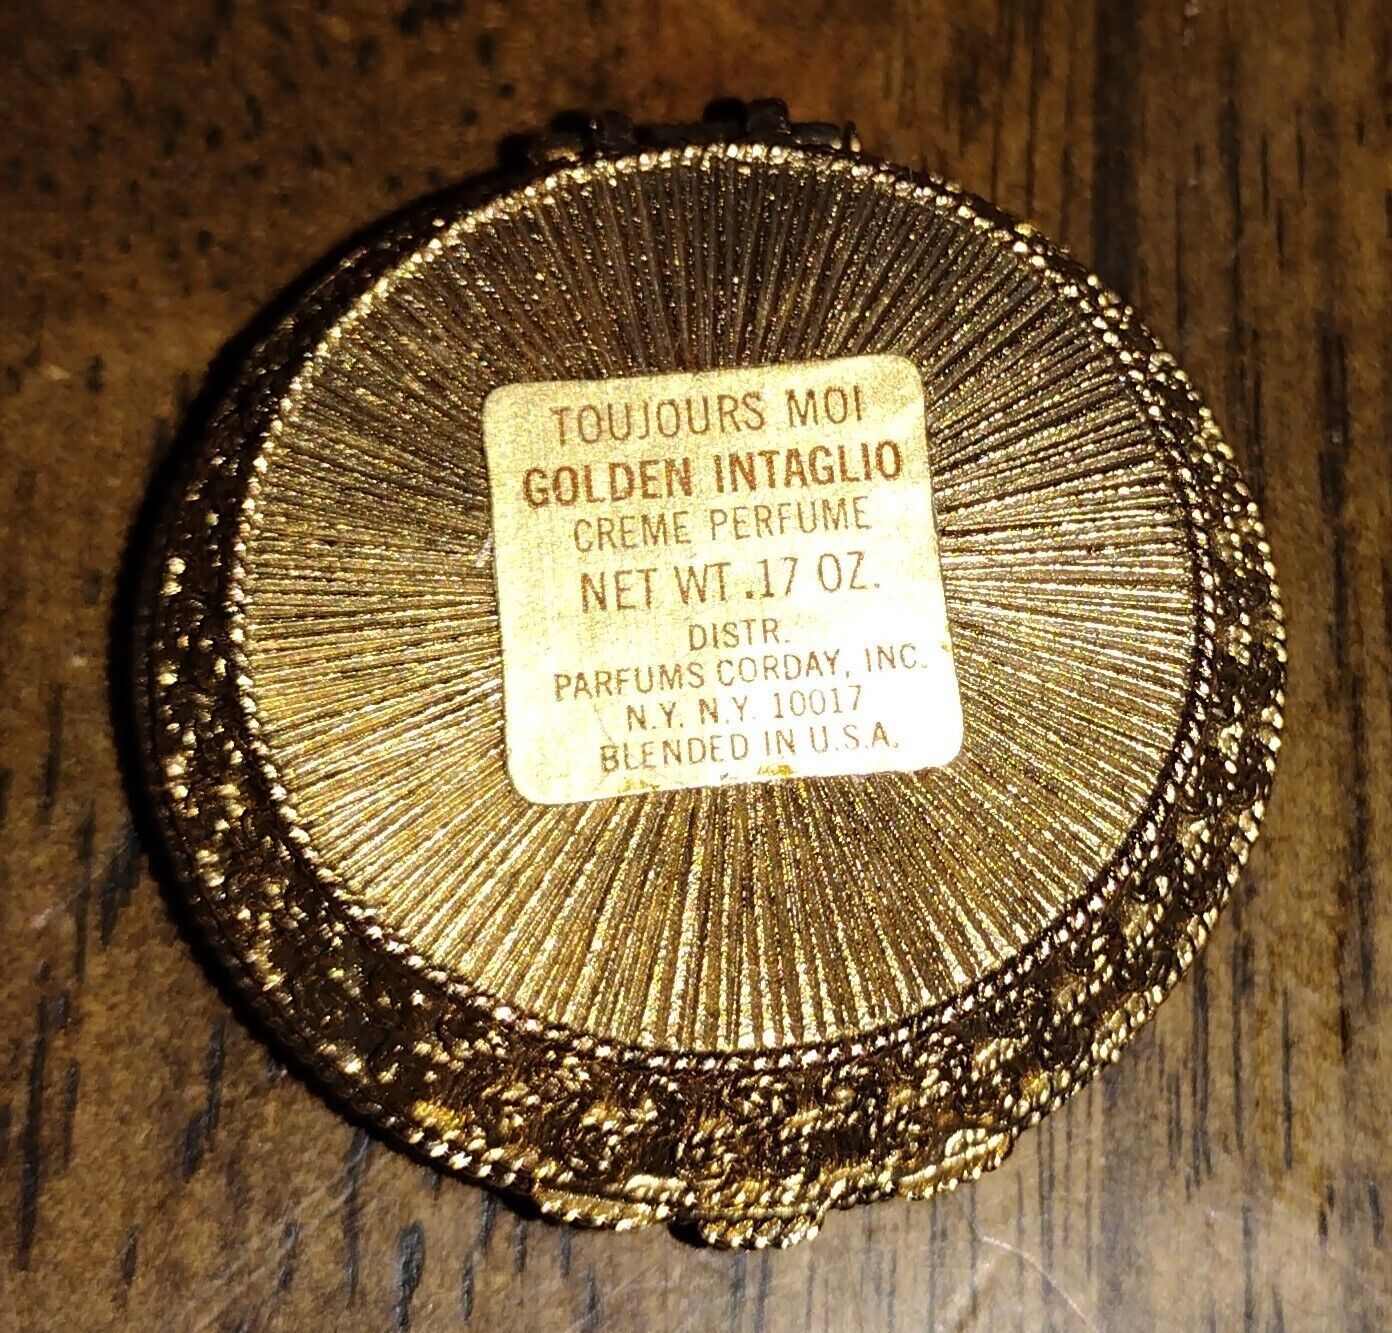 TOUJOURS MOI
GOLDEN INTAGLIO
CREME PERFUME
NET WT .17 OZ.
DISTR.
PARFUMS CORDAY, INC.
N.Y. N.Y. 10017
BLENDED IN U.S.A.